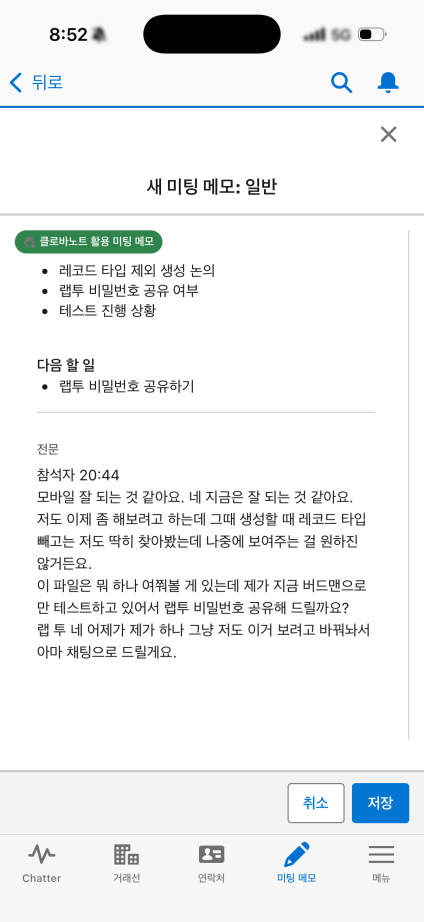 8:52
5G
뒤로
새 미팅 메모: 일반
클로바노트 활용 미팅 메모
• 레코드 타입 제외 생성 논의
• 랩투 비밀번호 공유 여부
• 테스트 진행 상황
다음 할 일
• 랩투 비밀번호 공유하기
전문
참석자 20:44
모바일 잘 되는 것 같아요. 네 지금은 잘 되는 것 같아요.
저도 이제 좀 해보려고 하는데 그때 생성할 때 레코드 타입
빼고는 저도 딱히 찾아봤는데 나중에 보여주는 걸 원하진
않거든요.
이 파일은 뭐 하나 여쭤볼 게 있는데 제가 지금 버드맨으로
만 테스트하고 있어서 랩투 비밀번호 공유해 드릴까요?
랩 투 네 어제가 제가 하나 그냥 저도 이거 보려고 바꿔놔서
아마 채팅으로 드릴게요.
취소
저장
Chatter
거래선
연락처
미팅 메모
메뉴